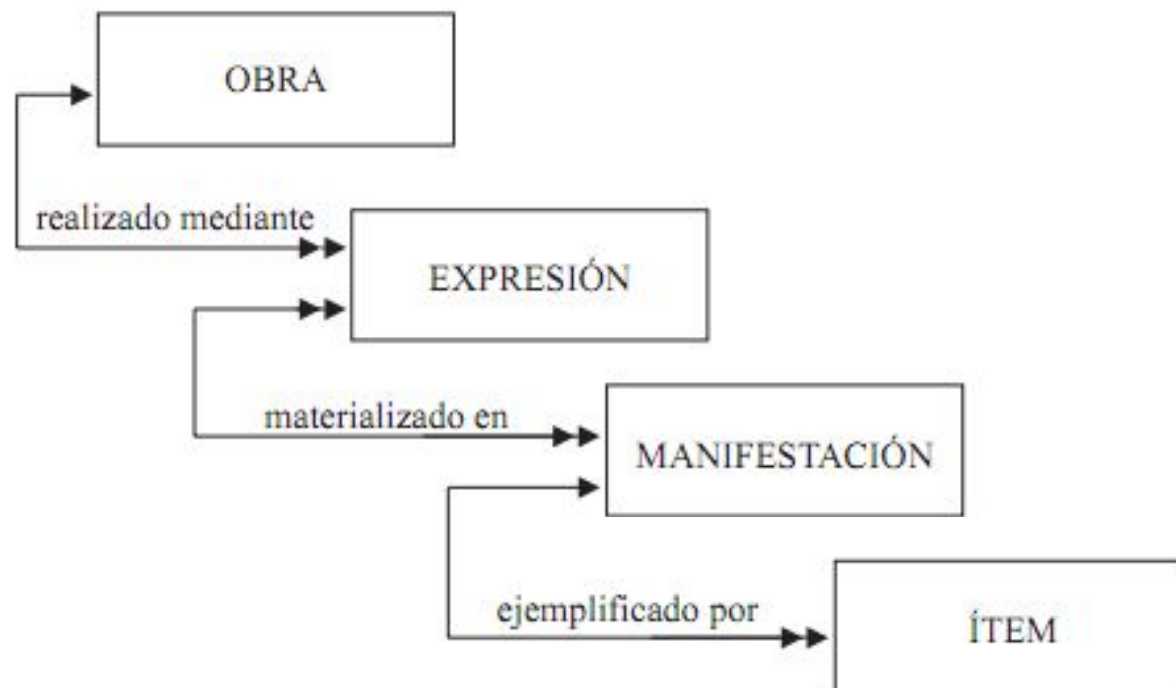 OBRA
realizado mediante
EXPRESIÓN
materializado en
MANIFESTACIÓN
ejemplificado por
ÍTEM